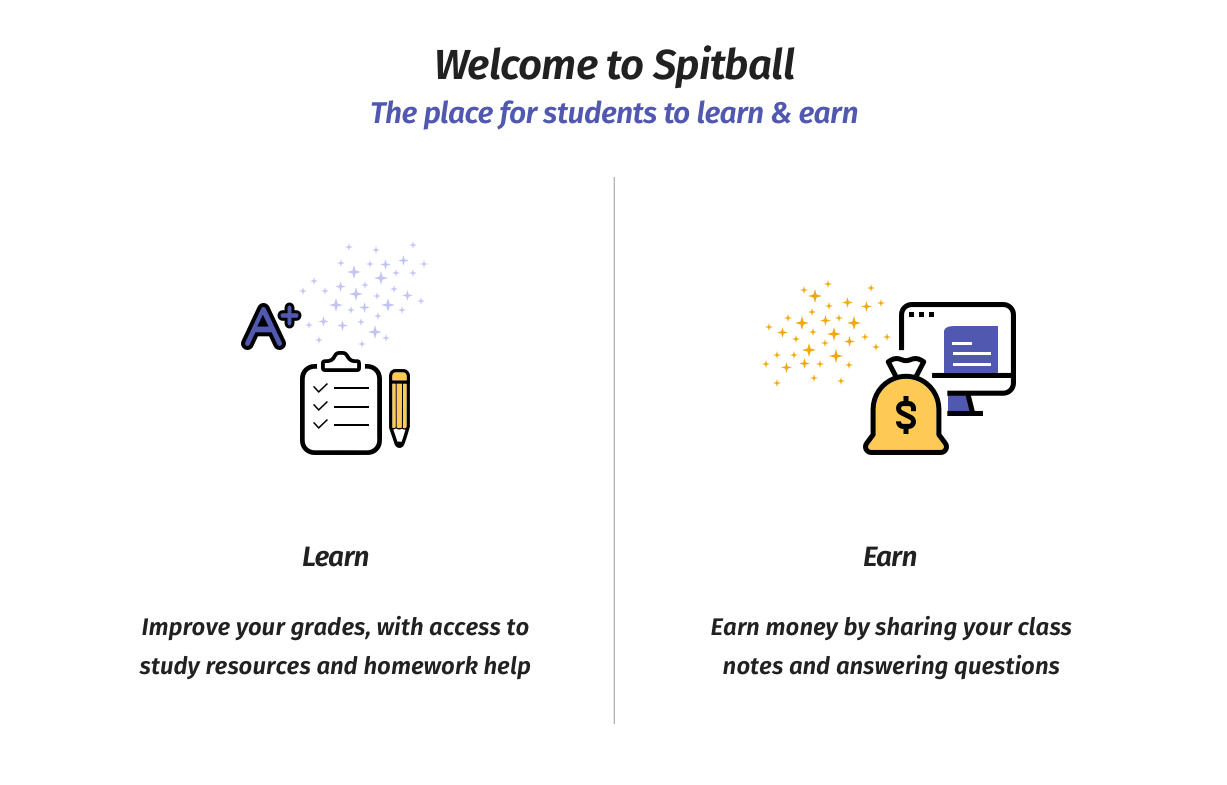 Welcome to Spitball
The place for students to learn & earn
A+
$
Learn
Improve your grades, with access to
study resources and homework help
Earn
Earn money by sharing your class
notes and answering questions